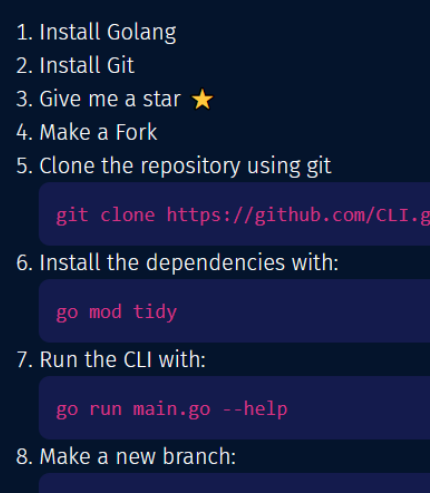 1. Install Golang
2. Install Git
3. Give me a star ⭐
4. Make a Fork
5. Clone the repository using git
git clone https://github.com/CLI.g
6. Install the dependencies with:
go mod tidy
7. Run the CLI with:
go run main.go --help
8. Make a new branch: